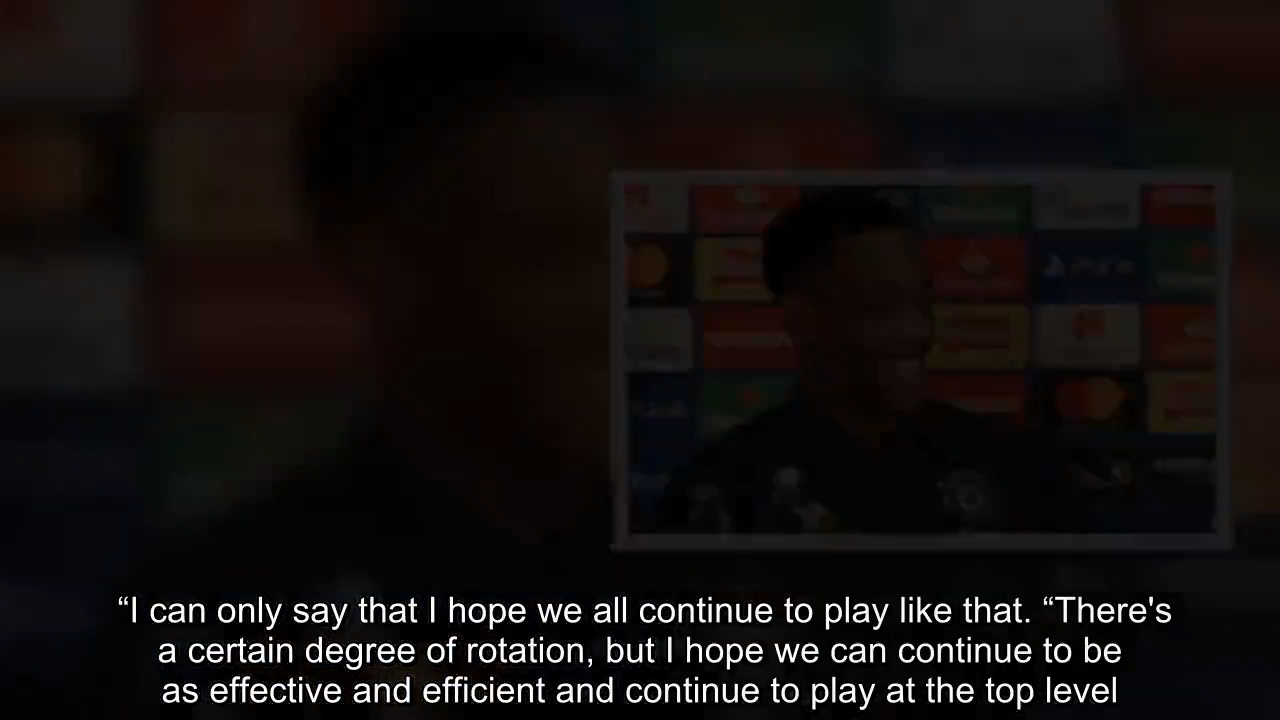 “I can only say that I hope we all continue to play like that. “There's
a certain degree of rotation, but I hope we can continue to be
as effective and efficient and continue to play at the top level